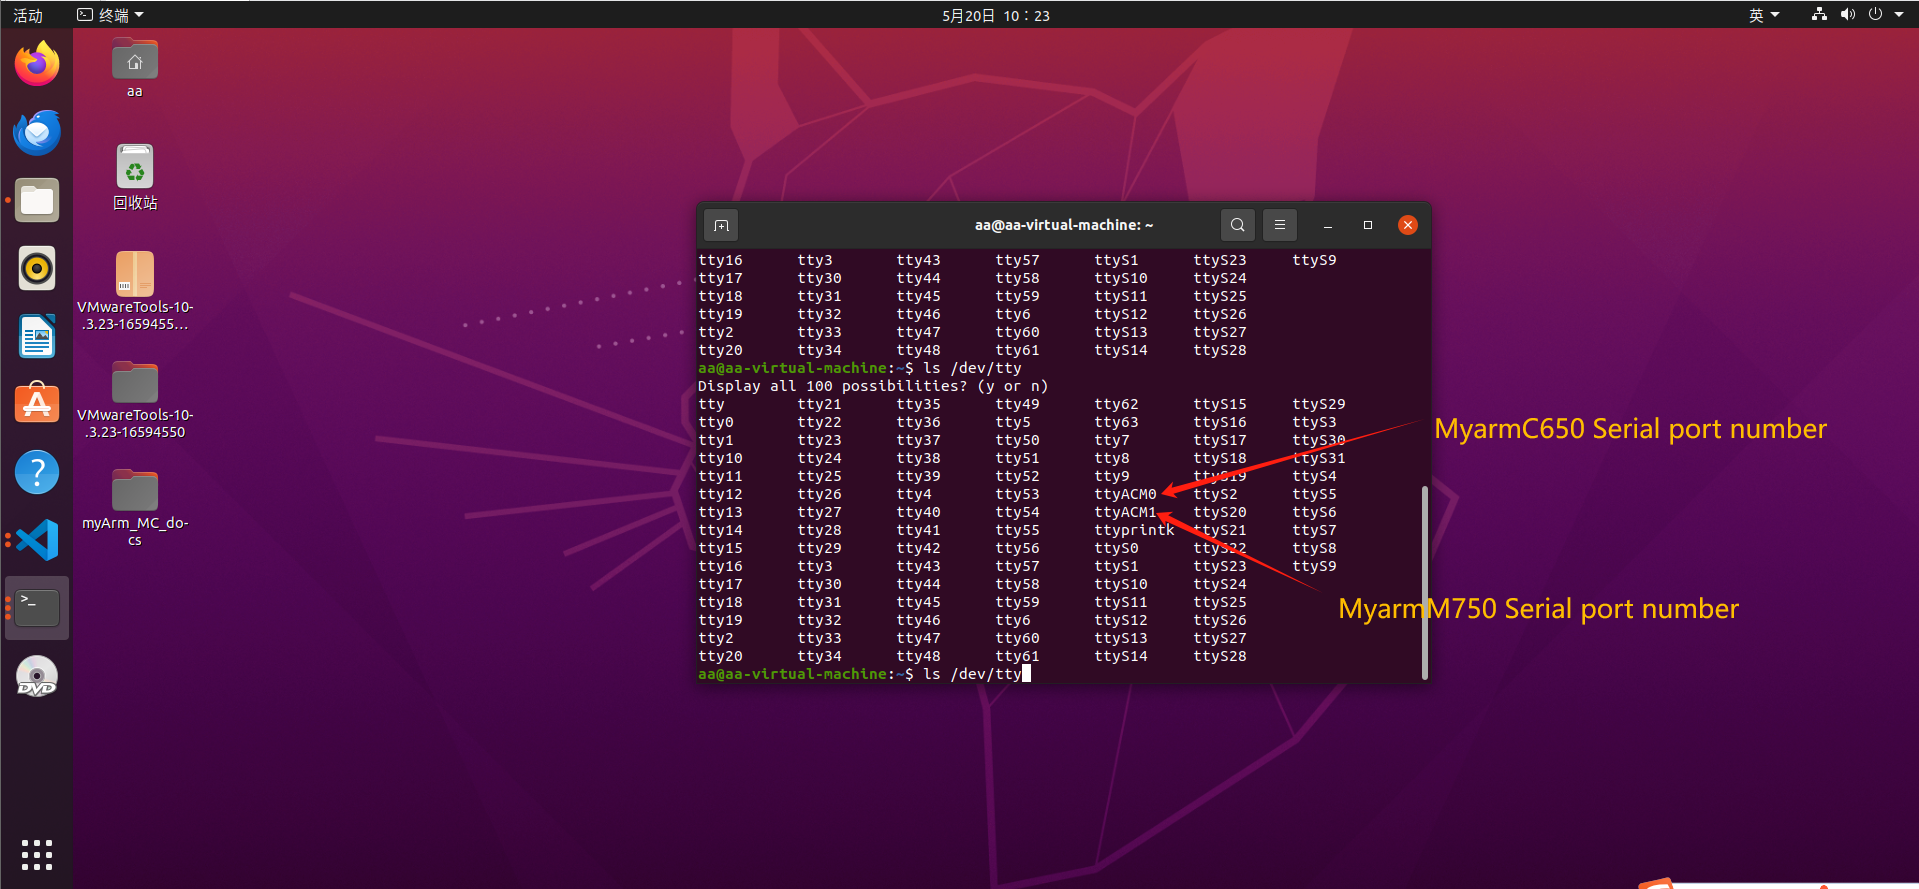 活动 终端 5月20日 10：23 英
aa
回收站
VMwareTools-10-
.3.23-1659455...
VMwareTools-10-
.3.23-16594550
myArm_MC_do-
cs
DVD
aa@aa-virtual-machine: ~
tty16 tty3 tty43 tty57 ttyS1 ttyS23 ttyS9
tty17 tty30 tty44 tty58 ttyS10 ttyS24
tty18 tty31 tty45 tty59 ttyS11 ttyS25
tty19 tty32 tty46 tty6 ttyS12 ttyS26
tty2 tty33 tty47 tty60 ttyS13 ttyS27
tty20 tty34 tty48 tty61 ttyS14 ttyS28
aa@aa-virtual-machine:~$ ls /dev/tty
Display all 100 possibilities? (y or n)
tty tty21 tty35 tty49 tty62 ttyS15 ttyS29
tty0 tty22 tty36 tty5 tty63 ttyS16 ttyS3
tty1 tty23 tty37 tty50 tty7 ttyS17 ttyS30
tty10 tty24 tty38 tty51 tty8 ttyS18 ttyS31
tty11 tty25 tty39 tty52 tty9 ttyS19 ttyS4
tty12 tty26 tty4 tty53 ttyACM0 ttyS2 ttyS5
tty13 tty27 tty40 tty54 ttyACM1 ttyS20 ttyS6
tty14 tty28 tty41 tty55 ttyprintk ttyS21 ttyS7
tty15 tty29 tty42 tty56 ttyS0 ttyS22 ttyS8
tty16 tty3 tty43 tty57 ttyS1 ttyS23 ttyS9
tty17 tty30 tty44 tty58 ttyS10 ttyS24
tty18 tty31 tty45 tty59 ttyS11 ttyS25
tty19 tty32 tty46 tty6 ttyS12 ttyS26
tty2 tty33 tty47 tty60 ttyS13 ttyS27
tty20 tty34 tty48 tty61 ttyS14 ttyS28
aa@aa-virtual-machine:~$ ls /dev/tty
MyarmC650 Serial port number
MyarmM750 Serial port number